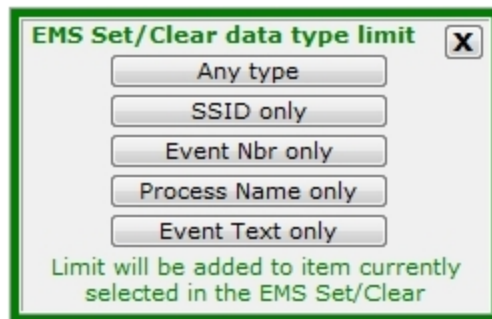 EMS Set/Clear data type limit
X
Any type
SSID only
Event Nbr only
Process Name only
Event Text only
Limit will be added to item currently
selected in the EMS Set/Clear